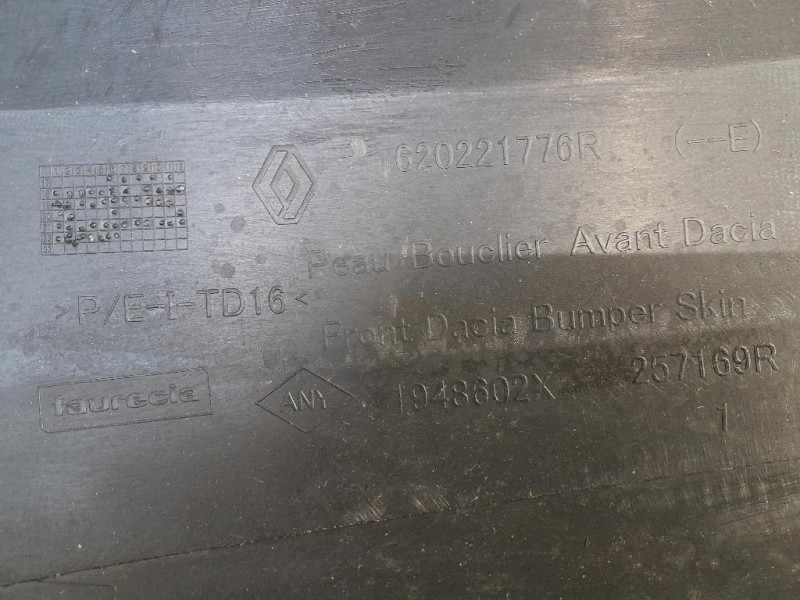 620221776R (--E)
Peau Bouclier Avant Dacia
>P/E-I-TD16<
Front Dacia Bumper Skin
faurecia ANY 1948602X 257169R
1